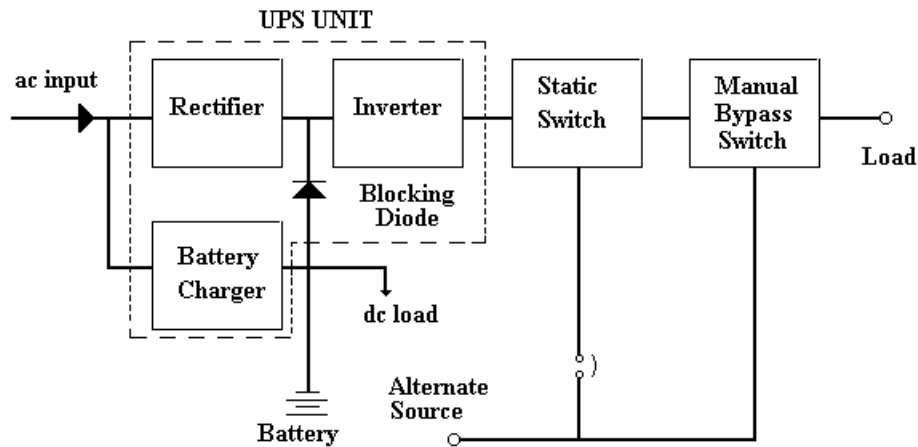 UPS UNIT
ac input
Rectifier
Inverter
Static
Switch
Manual
Bypass
Switch
Load
Blocking
Diode
Battery
Charger
dc load
Alternate
Source
Battery